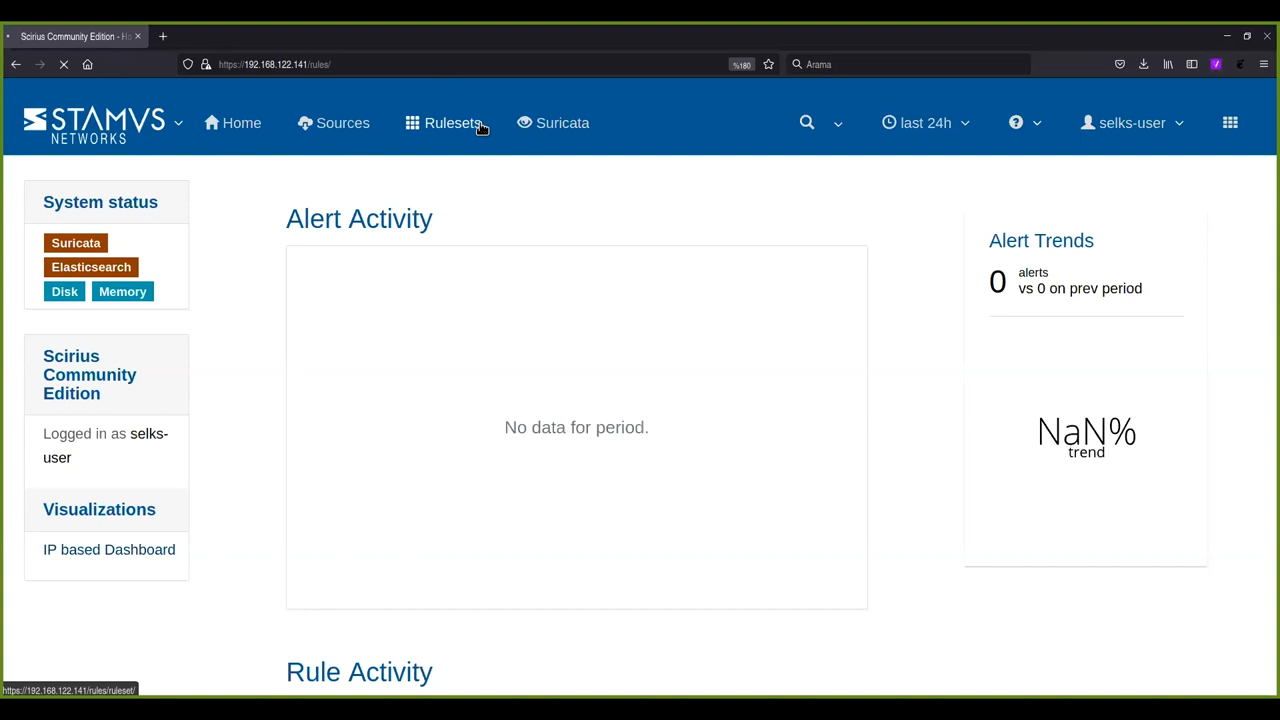 Scirius Community Edition - Ho
https://192.168.122.141/rules/
%180
Arama
STAMVS
NETWORKS
Home
Sources
Rulesets
Suricata
last 24h
selks-user
System status
Suricata
Elasticsearch
Disk
Memory
Scirius
Community
Edition
Logged in as selks-
user
Visualizations
IP based Dashboard
Alert Activity
No data for period.
Alert Trends
0 alerts
vs 0 on prev period
NaN%
trend
Rule Activity
https://192.168.122.141/rules/ruleset/